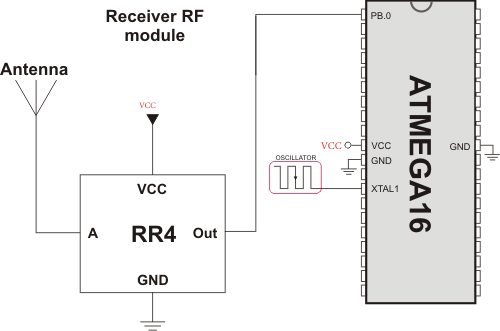 Receiver RF
module
Antenna
VCC
VCC
A
RR4
Out
GND
PB.0
ATMEGA16
VCC
VCC
GND
GND
OSCILLATOR
XTAL1